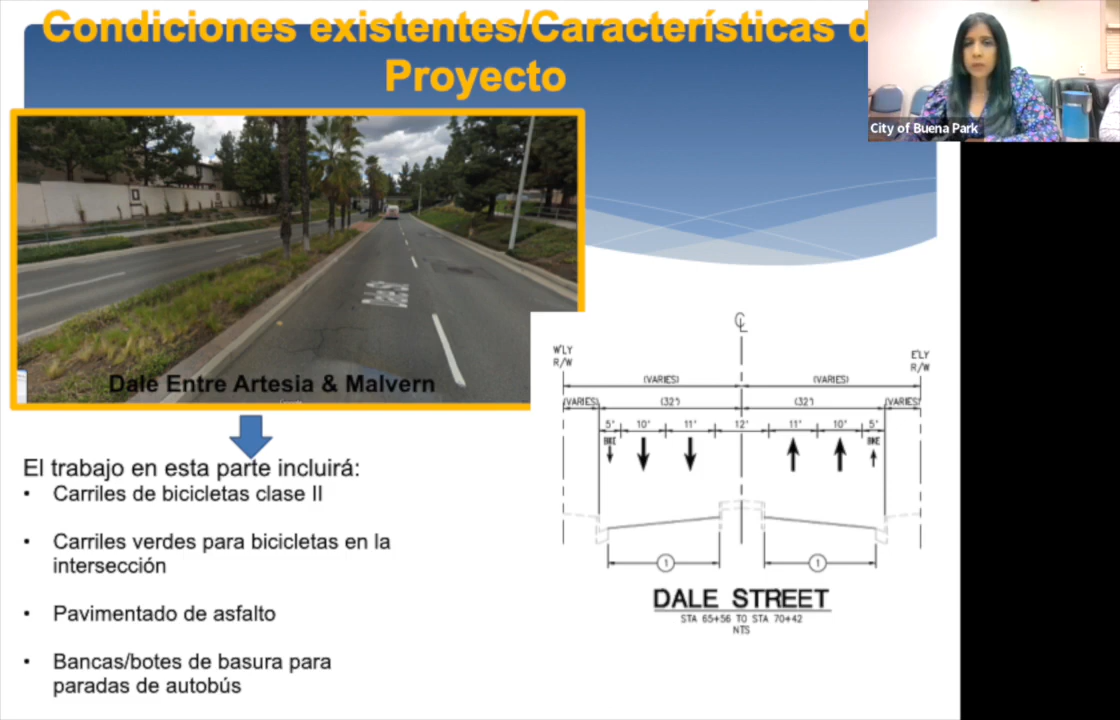 Condiciones existentes/Características d
Proyecto
City of Buena Park
Dale St
Dale Entre Artesia & Malvern
El trabajo en esta parte incluirá:
• Carriles de bicicletas clase II
• Carriles verdes para bicicletas en la
intersección
• Pavimentado de asfalto
• Bancas/botes de basura para
paradas de autobús
W'LY
R/W
E'LY
R/W
(VARIES) (VARIES)
(VARIES) (32') (32') (VARIES)
5' 10' 11' 12' 11' 10' 5'
BIKE BIKE
1 1
DALE STREET
STA 65+56 TO STA 70+42
NTS